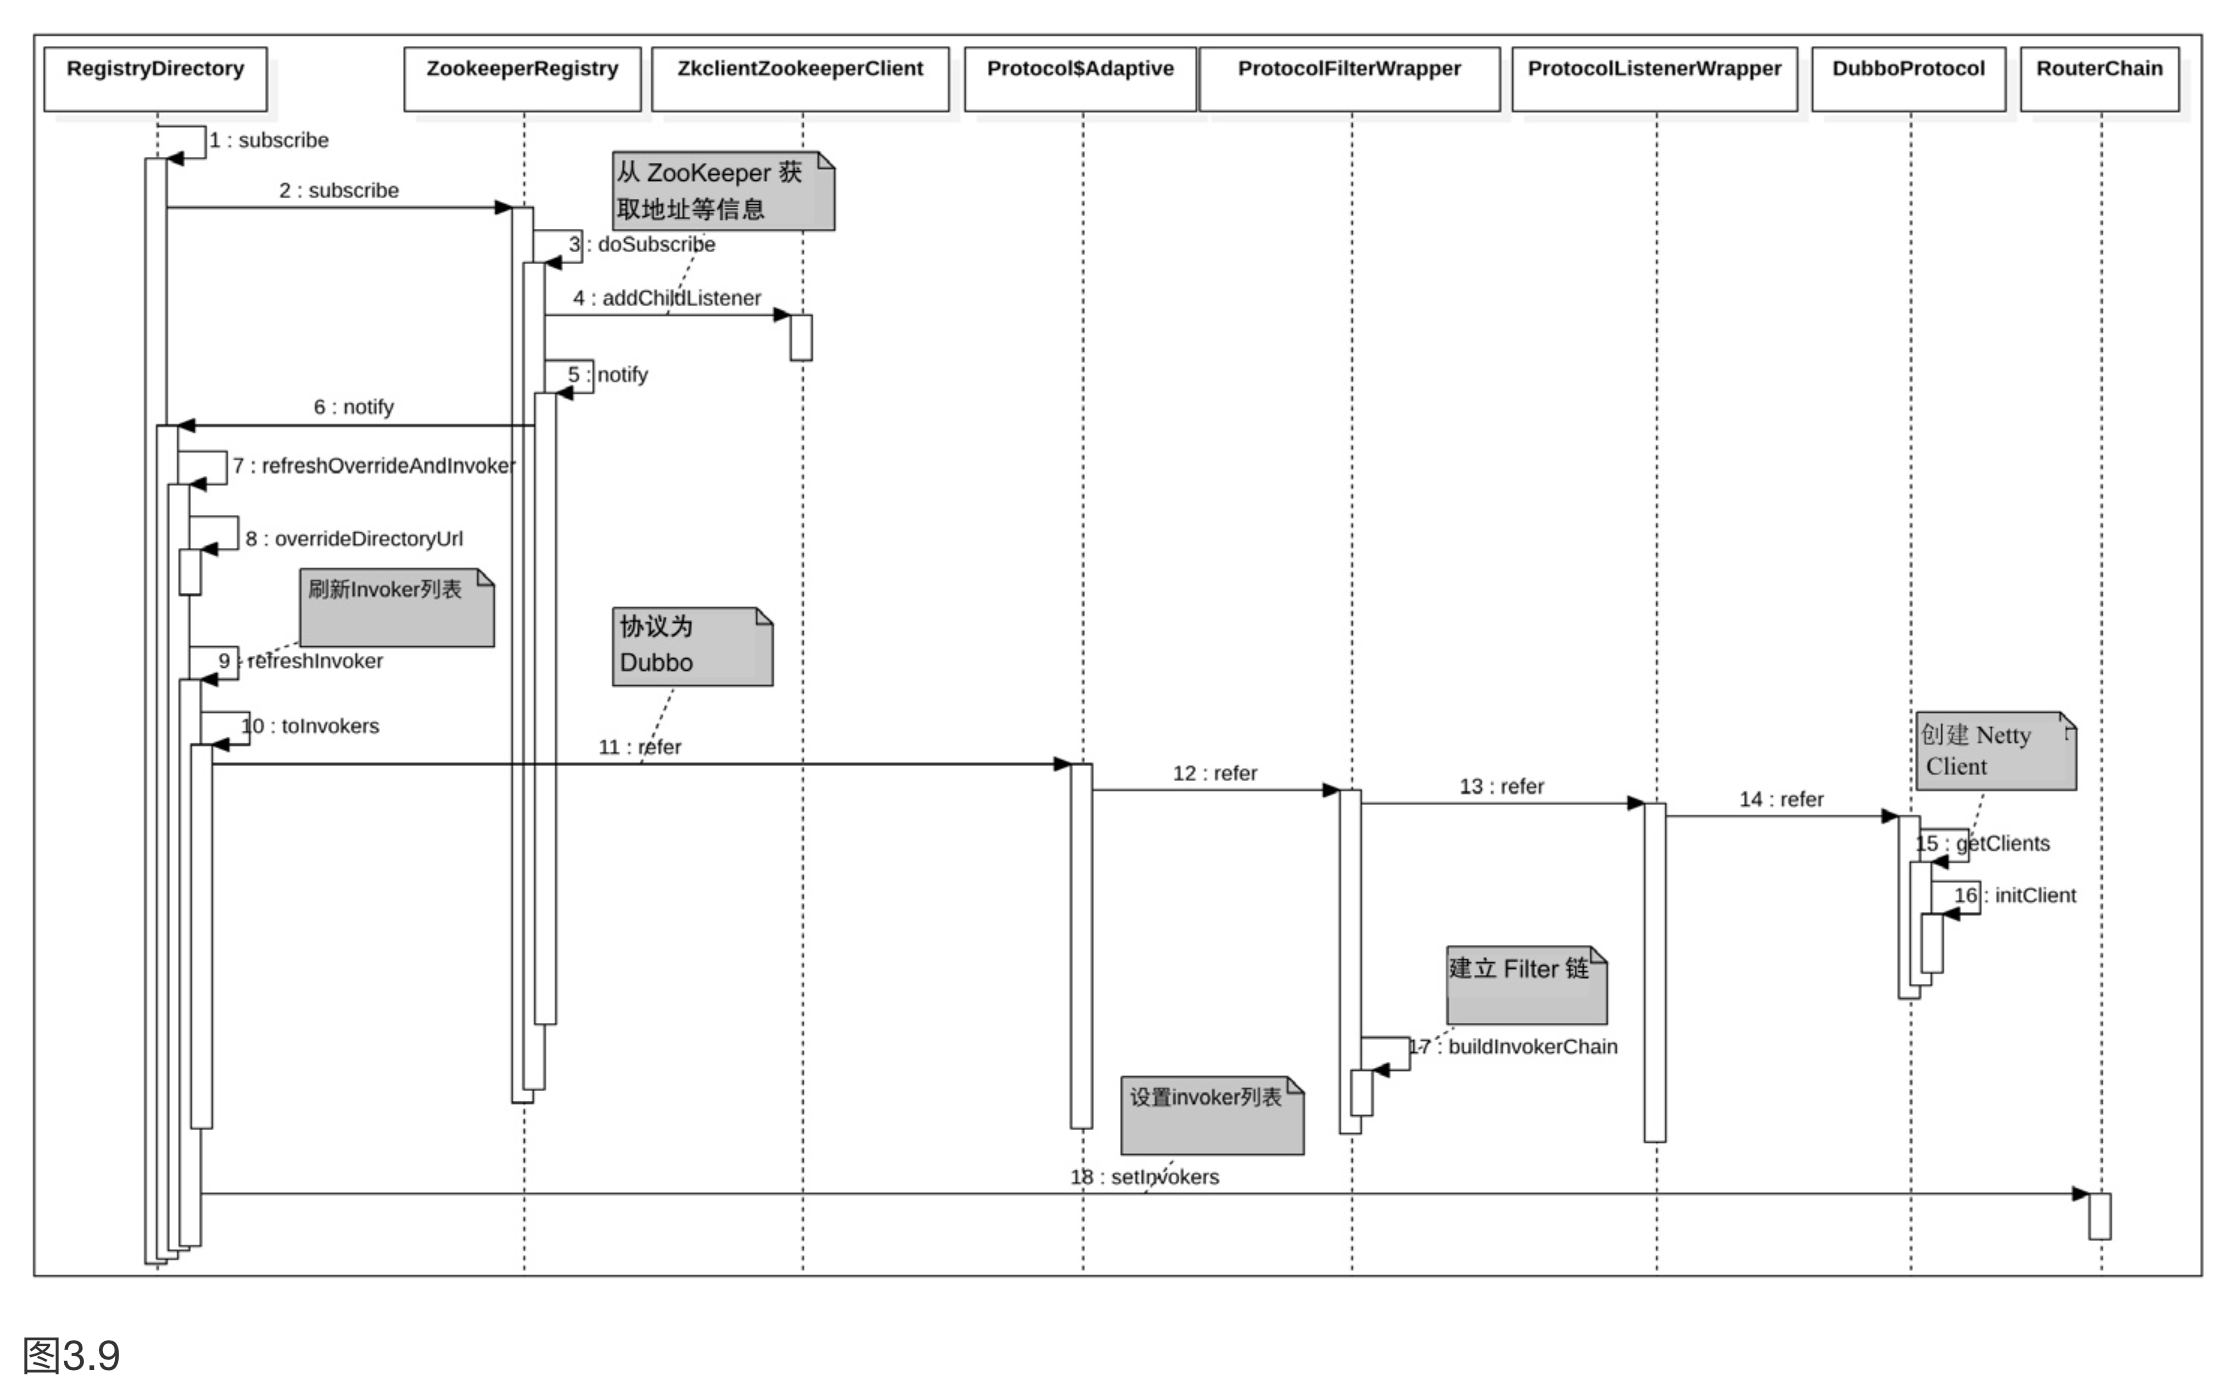 RegistryDirectory
ZookeeperRegistry
ZkclientZookeeperClient
Protocol$Adaptive
ProtocolFilterWrapper
ProtocolListenerWrapper
DubboProtocol
RouterChain
1 : subscribe
从 ZooKeeper 获
取地址等信息
2 : subscribe
3 : doSubscribe
4 : addChildListener
5 : notify
6 : notify
7 : refreshOverrideAndInvoker
8 : overrideDirectoryUrl
刷新Invoker列表
协议为
Dubbo
9 : refreshInvoker
10 : toInvokers
11 : refer
创建 Netty
Client
12 : refer
13 : refer
14 : refer
15 : getClients
16 : initClient
建立 Filter 链
17 : buildInvokerChain
设置invoker列表
18 : setInvokers
图3.9